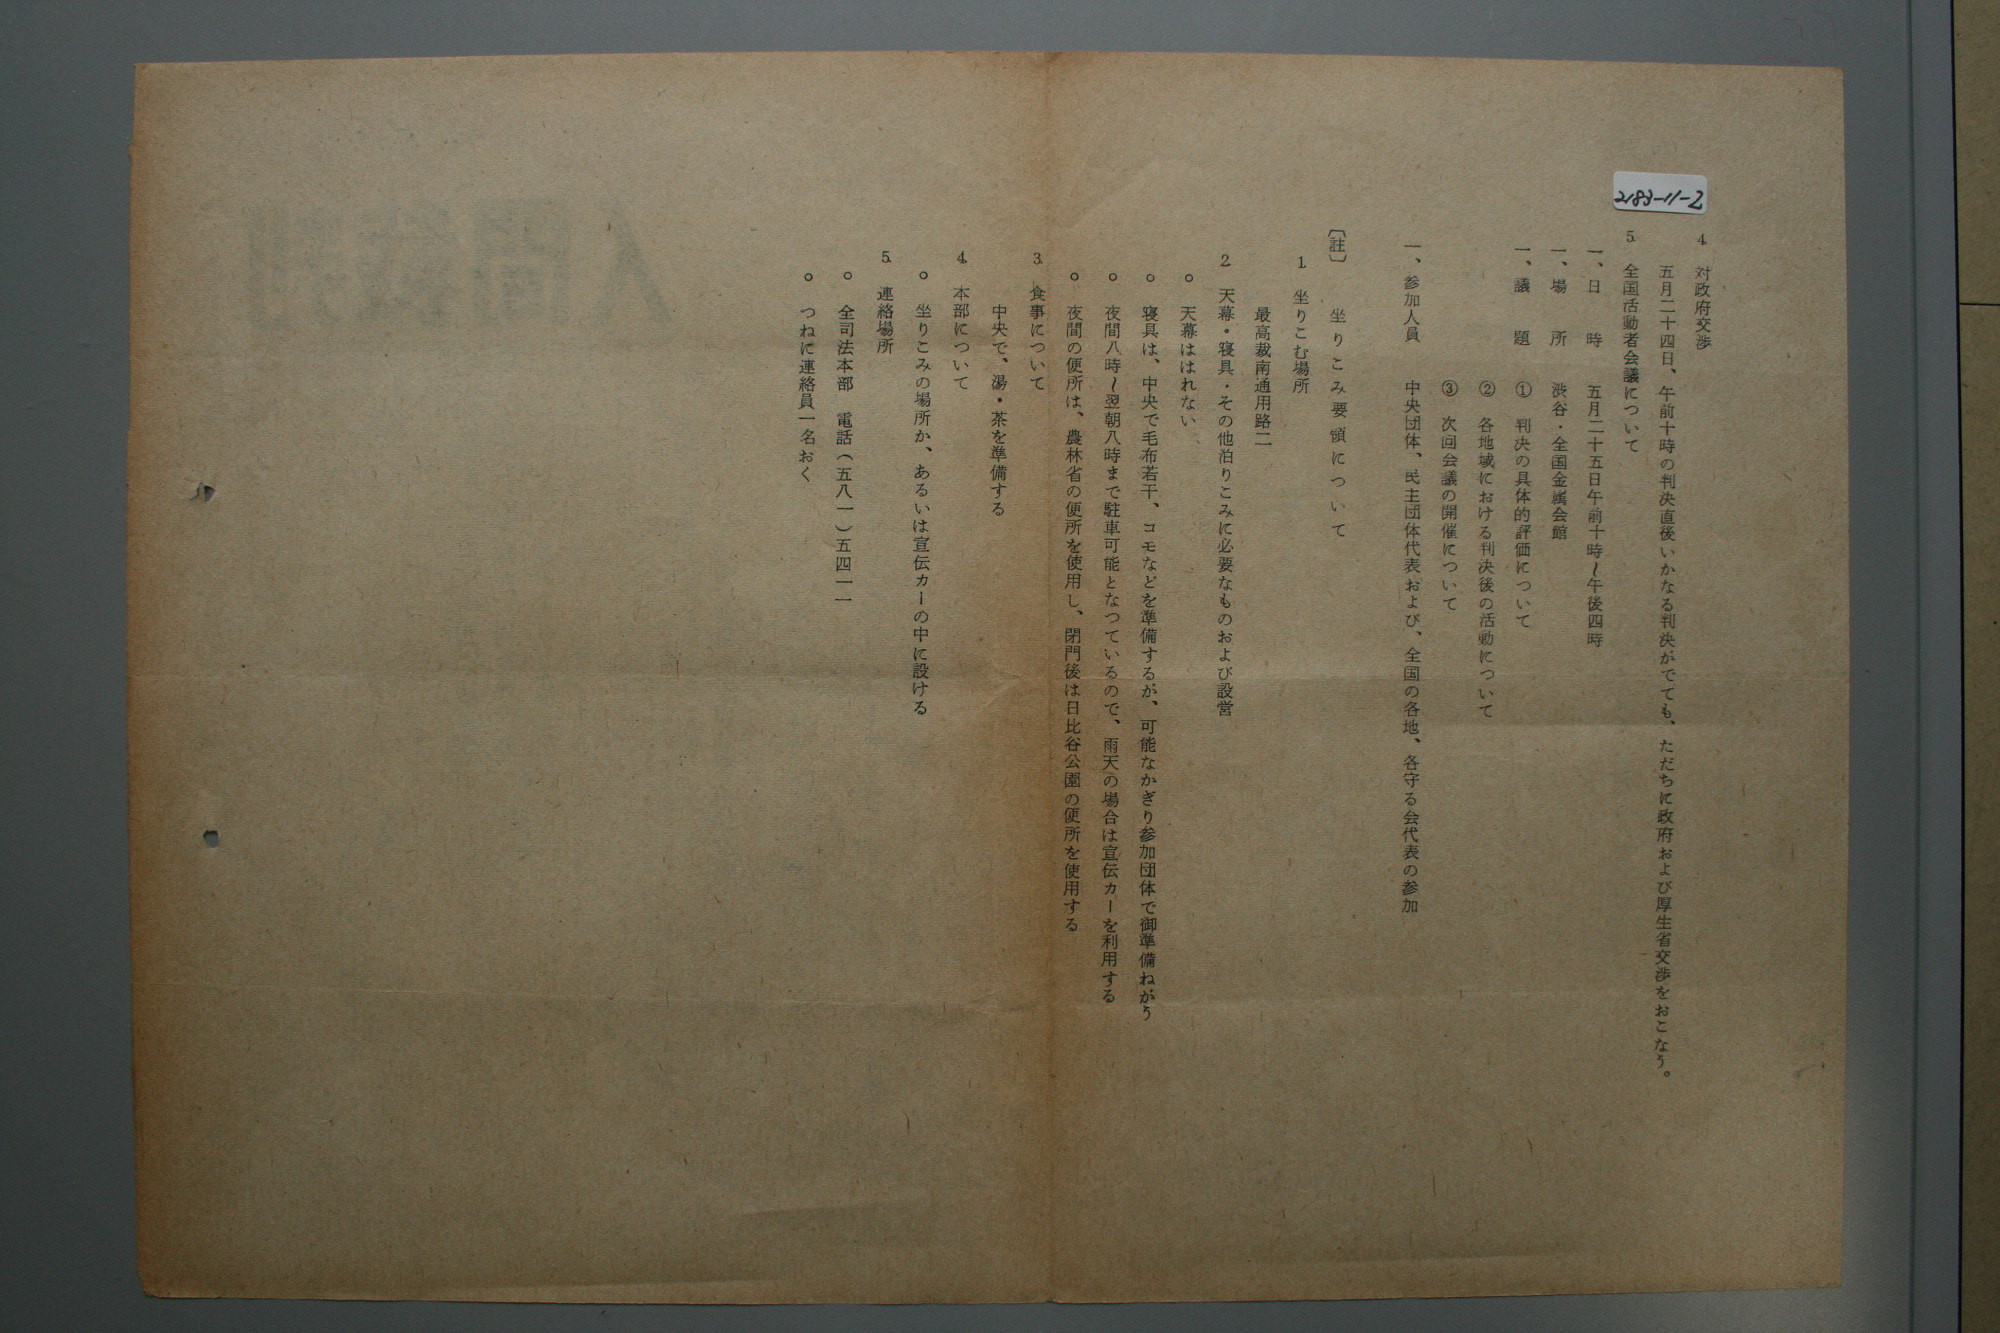 2183-11-2
4 対政府交渉
五月二十四日、午前十時の判決直後いかなる判決がでても、ただちに政府および厚生省交渉をおこなう。
5 全国活動者会議について
一、日 時 五月二十五日午前十時~午後四時
一、場 所 渋谷・全国金属会館
一、議 題 ① 判決の具体的評価について
② 各地域における判決後の活動について
③ 次回会議の開催について
一、参加人員 中央団体、民主団体代表および、全国の各地、各守る会代表の参加
〔註〕 坐りこみ要領について
1 坐りこむ場所
最高裁南通用路二
2 天幕・寝具・その他泊りこみに必要なものおよび設営
○ 天幕ははれない
○ 寝具は、中央で毛布若干、コモなどを準備するが、可能なかぎり参加団体で御準備ねがう
○ 夜間八時~翌朝八時まで駐車可能となつているので、雨天の場合は宣伝カーを利用する
○ 夜間の便所は、農林省の便所を使用し、閉門後は日比谷公園の便所を使用する
3 食事について
中央で、湯・茶を準備する
4 本部について
○ 坐りこみの場所か、あるいは宣伝カーの中に設ける
5 連絡場所
○ 全司法本部 電話(五八一)五四一一
○ つねに連絡員一名おく